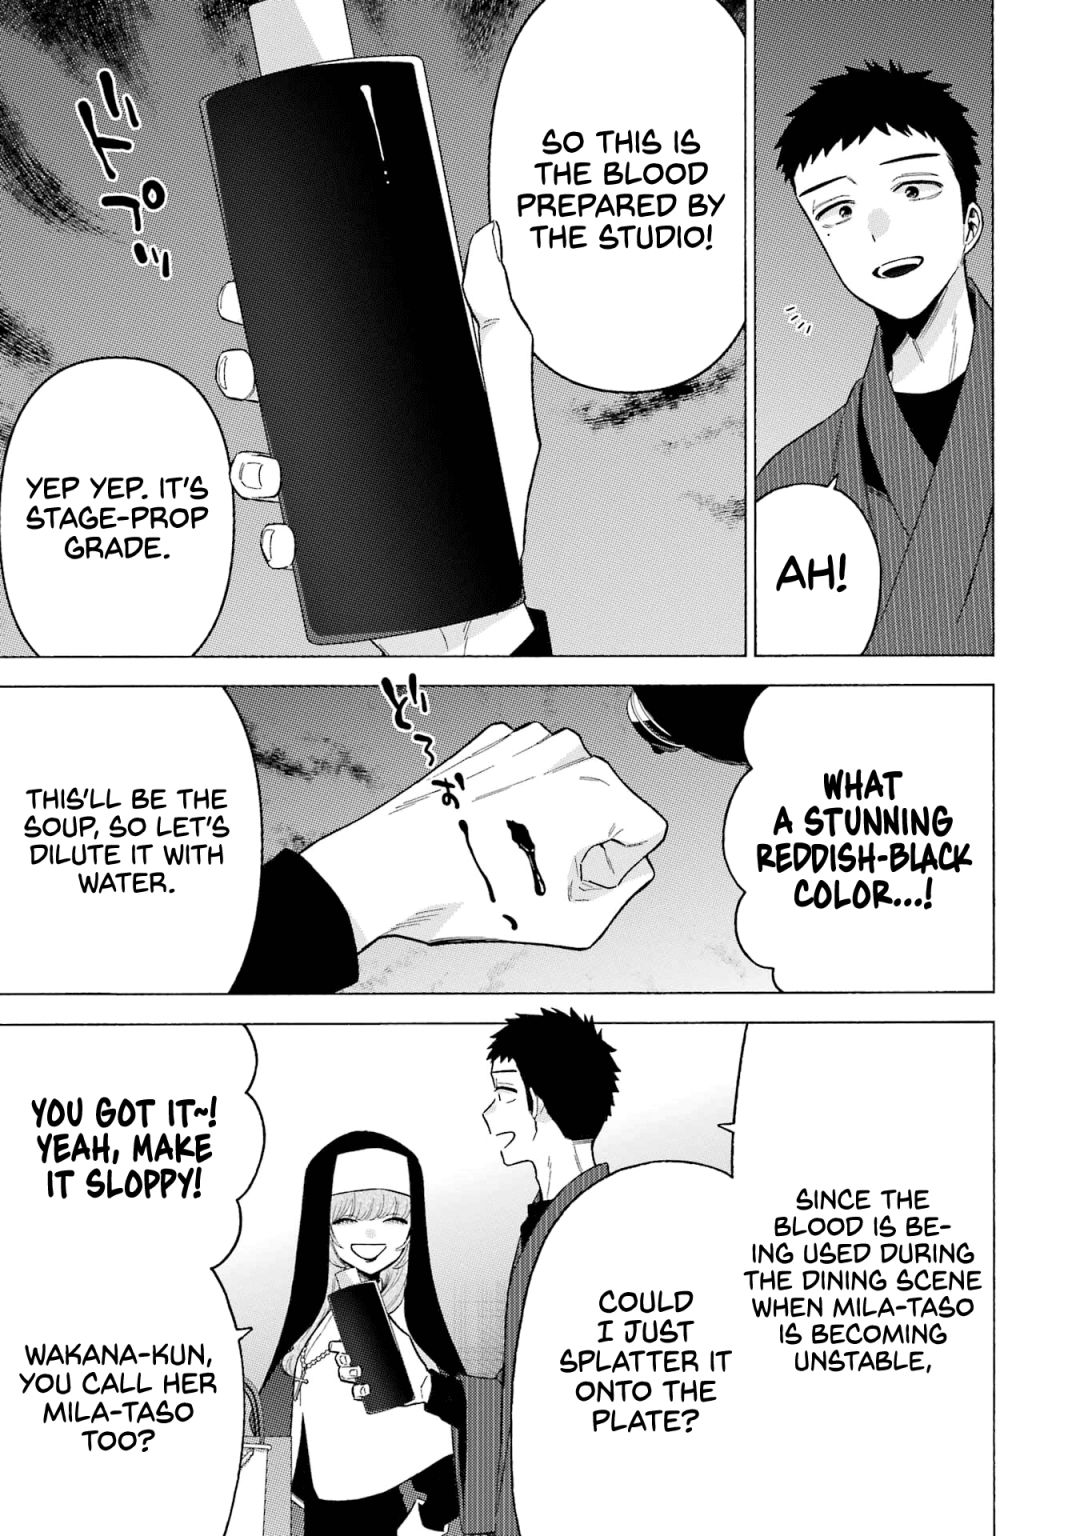 AH!
SO THIS IS
THE BLOOD
PREPARED BY
THE STUDIO!
YEP YEP. IT'S
STAGE-PROP
GRADE.
ドプッ
WHAT
A STUNNING
REDDISH-BLACK
COLOR...!
THIS'LL BE THE
SOUP, SO LET'S
DILUTE IT WITH
WATER.
SINCE THE
BLOOD IS BE-
ING USED DURING
THE DINING SCENE
WHEN MILA-TASO
IS BECOMING
UNSTABLE,
COULD
I JUST
SPLATTER IT
ONTO THE
PLATE?
YOU GOT IT~!
YEAH, MAKE
IT SLOPPY!
WAKANA-KUN,
YOU CALL HER
MILA-TASO
TOO?